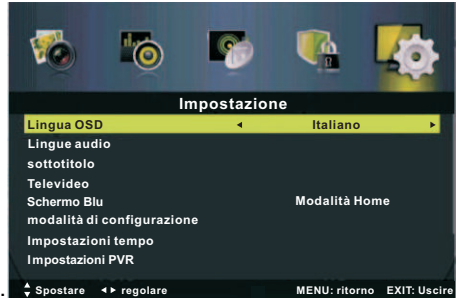 Impostazione
Lingua OSD ◄ Italiano ►
Lingue audio
sottotitolo
Televideo
Schermo Blu Modalità Home
modalità di configurazione
Impostazioni tempo
Impostazioni PVR
. Spostare ◄► regolare MENU: ritorno EXIT: Uscire